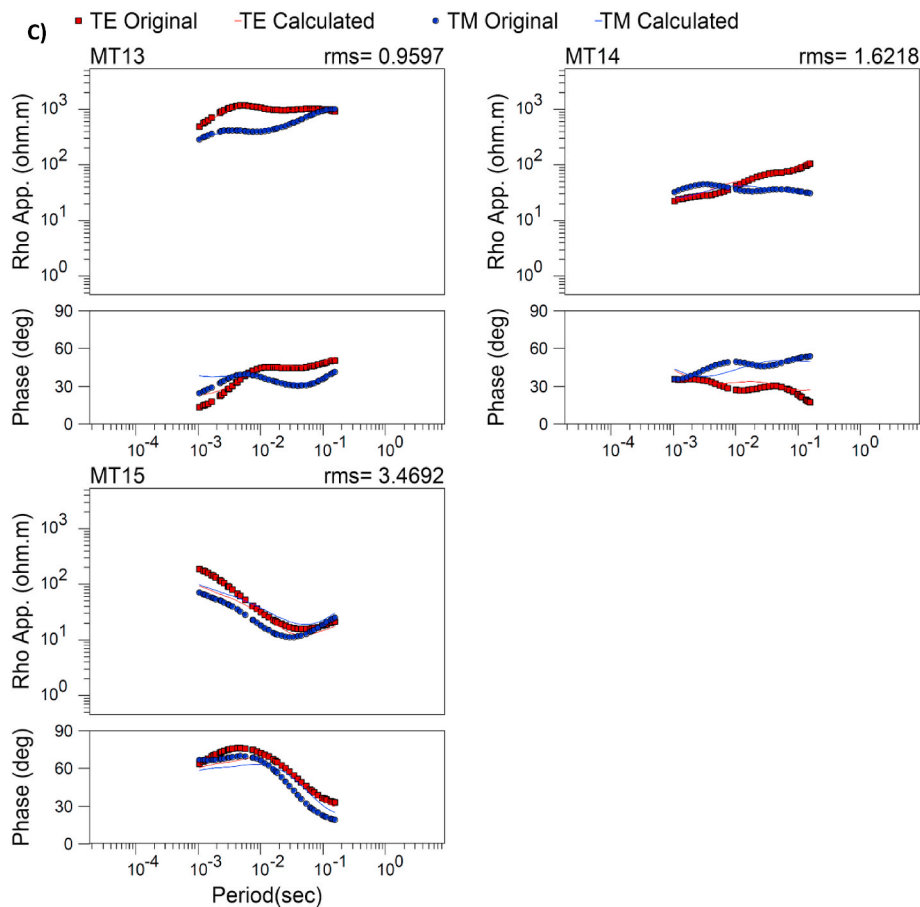 c) TE Original TE Calculated TM Original TM Calculated
MT13 rms= 0.9597
Rho App. (ohm.m)
10³
10²
10¹
10⁰
Phase (deg)
90
60
30
0
10⁻⁴ 10⁻³ 10⁻² 10⁻¹ 10⁰
MT14 rms= 1.6218
Rho App. (ohm.m)
10³
10²
10¹
10⁰
Phase (deg)
90
60
30
0
10⁻⁴ 10⁻³ 10⁻² 10⁻¹ 10⁰
MT15 rms= 3.4692
Rho App. (ohm.m)
10³
10²
10¹
10⁰
Phase (deg)
90
60
30
0
10⁻⁴ 10⁻³ 10⁻² 10⁻¹ 10⁰
Period(sec)